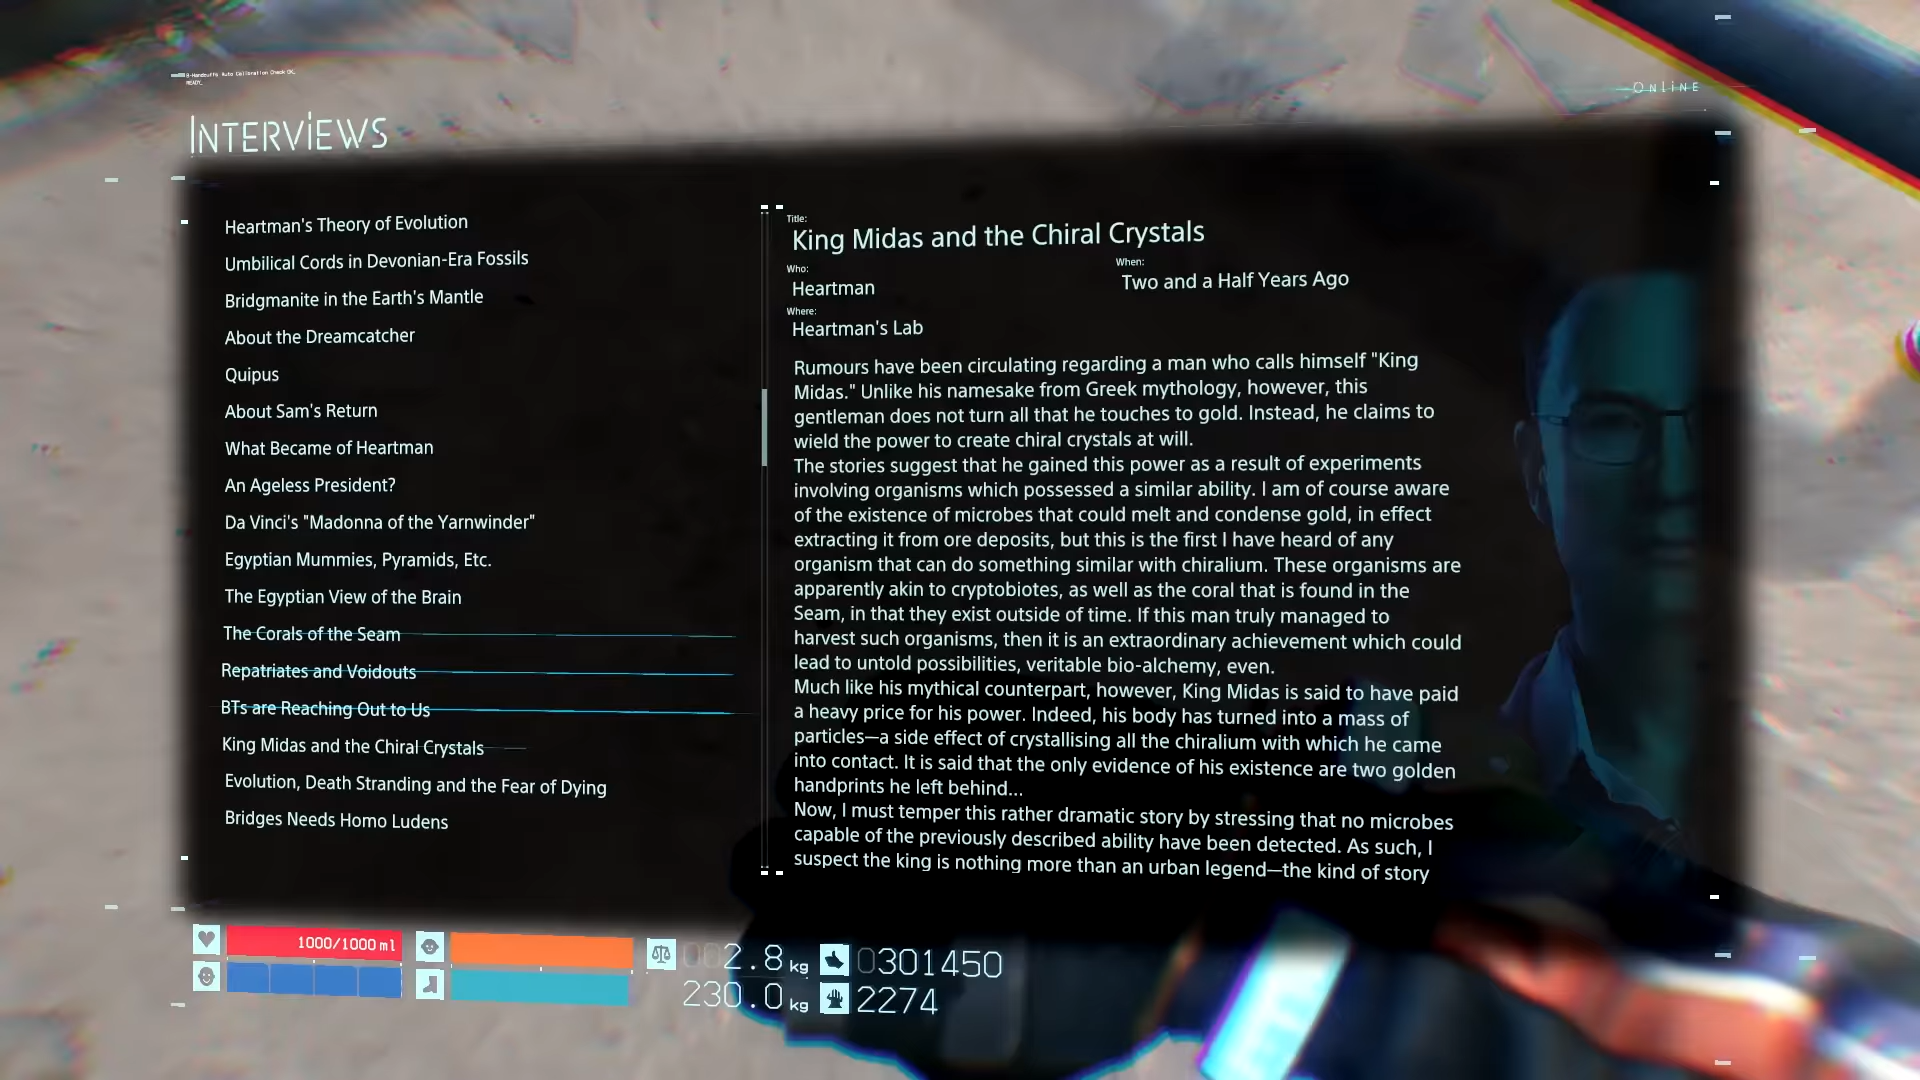 B-Handcuffs Auto Calibration Check OK.
READY.
ONLINE
INTERVIEWS
Heartman's Theory of Evolution
Umbilical Cords in Devonian-Era Fossils
Bridgmanite in the Earth's Mantle
About the Dreamcatcher
Quipus
About Sam's Return
What Became of Heartman
An Ageless President?
Da Vinci's "Madonna of the Yarnwinder"
Egyptian Mummies, Pyramids, Etc.
The Egyptian View of the Brain
The Corals of the Seam
Repatriates and Voidouts
BTs are Reaching Out to Us
King Midas and the Chiral Crystals
Evolution, Death Stranding and the Fear of Dying
Bridges Needs Homo Ludens
Title:
King Midas and the Chiral Crystals
Who:
Heartman
When:
Two and a Half Years Ago
Where:
Heartman's Lab
Rumours have been circulating regarding a man who calls himself "King
Midas." Unlike his namesake from Greek mythology, however, this
gentleman does not turn all that he touches to gold. Instead, he claims to
wield the power to create chiral crystals at will.
The stories suggest that he gained this power as a result of experiments
involving organisms which possessed a similar ability. I am of course aware
of the existence of microbes that could melt and condense gold, in effect
extracting it from ore deposits, but this is the first I have heard of any
organism that can do something similar with chiralium. These organisms are
apparently akin to cryptobiotes, as well as the coral that is found in the
Seam, in that they exist outside of time. If this man truly managed to
harvest such organisms, then it is an extraordinary achievement which could
lead to untold possibilities, veritable bio-alchemy, even.
Much like his mythical counterpart, however, King Midas is said to have paid
a heavy price for his power. Indeed, his body has turned into a mass of
particles—a side effect of crystallising all the chiralium with which he came
into contact. It is said that the only evidence of his existence are two golden
handprints he left behind...
Now, I must temper this rather dramatic story by stressing that no microbes
capable of the previously described ability have been detected. As such, I
suspect the king is nothing more than an urban legend—the kind of story
1000/1000 ml
002.8 kg
0301450
230.0 kg
2274